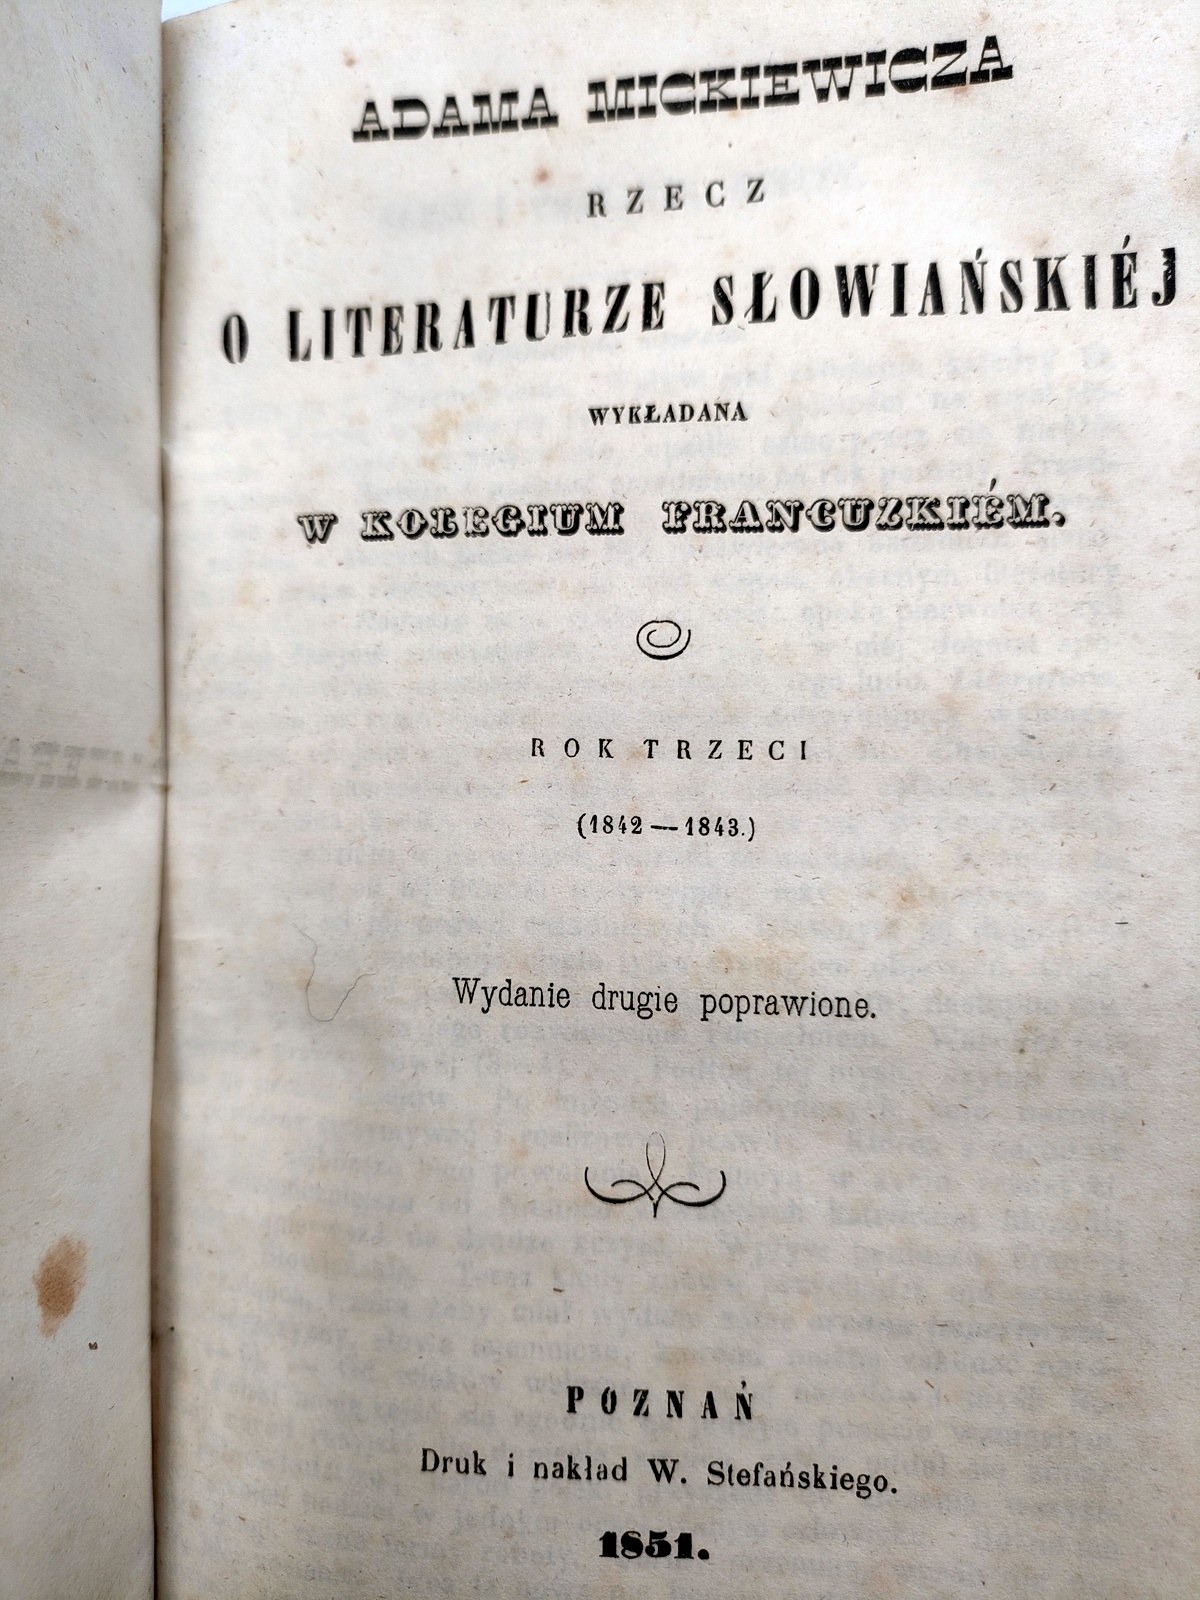 ADAMA MICKIEWICZA
RZECZ
O LITERATURZE SŁOWIAŃSKIÉJ
WYKŁADANA
W KOLEGIUM FRANCUZKIÉM.
ROK TRZECI
(1842 — 1843.)
Wydanie drugie poprawione.
POZNAŃ
Druk i nakład W. Stefańskiego.
1851.